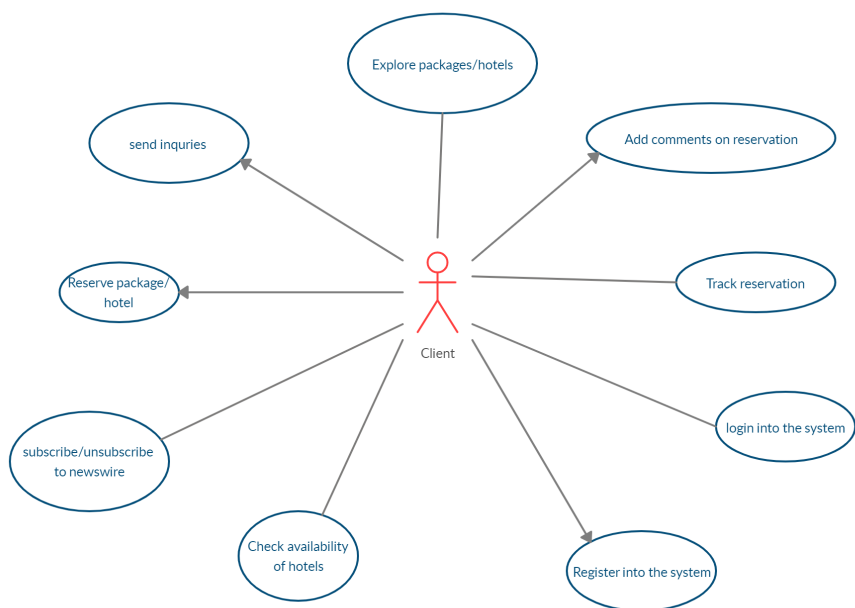 Explore packages/hotels
send inquries
Add comments on reservation
Reserve package/
hotel
Track reservation
Client
login into the system
subscribe/unsubscribe
to newswire
Check availability
of hotels
Register into the system